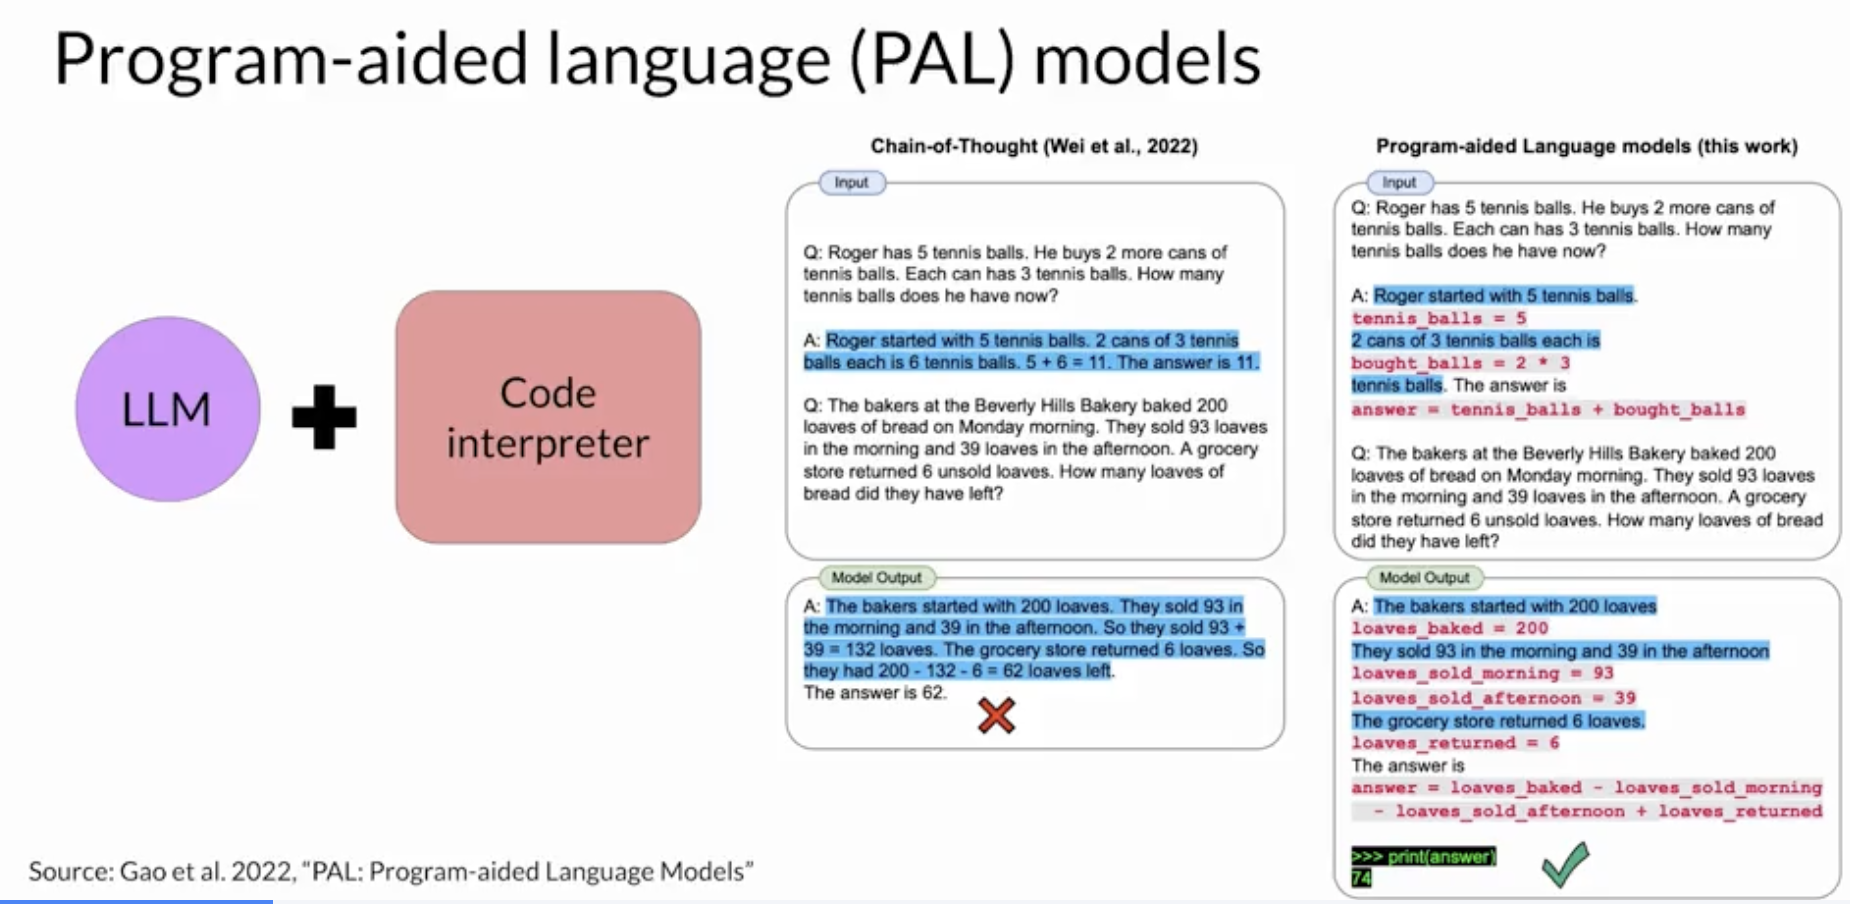 Program-aided language (PAL) models
LLM
Code
interpreter
Chain-of-Thought (Wei et al., 2022)
Input
Q: Roger has 5 tennis balls. He buys 2 more cans of
tennis balls. Each can has 3 tennis balls. How many
tennis balls does he have now?
A: Roger started with 5 tennis balls. 2 cans of 3 tennis
balls each is 6 tennis balls. 5 + 6 = 11. The answer is 11.
Q: The bakers at the Beverly Hills Bakery baked 200
loaves of bread on Monday morning. They sold 93 loaves
in the morning and 39 loaves in the afternoon. A grocery
store returned 6 unsold loaves. How many loaves of
bread did they have left?
Model Output
A: The bakers started with 200 loaves. They sold 93 in
the morning and 39 in the afternoon. So they sold 93 +
39 = 132 loaves. The grocery store returned 6 loaves. So
they had 200 - 132 - 6 = 62 loaves left.
The answer is 62.
Program-aided Language models (this work)
Input
Q: Roger has 5 tennis balls. He buys 2 more cans of
tennis balls. Each can has 3 tennis balls. How many
tennis balls does he have now?
A: Roger started with 5 tennis balls.
tennis_balls = 5
2 cans of 3 tennis balls each is
bought_balls = 2 * 3
tennis balls. The answer is
answer = tennis_balls + bought_balls
Q: The bakers at the Beverly Hills Bakery baked 200
loaves of bread on Monday morning. They sold 93 loaves
in the morning and 39 loaves in the afternoon. A grocery
store returned 6 unsold loaves. How many loaves of bread
did they have left?
Model Output
A: The bakers started with 200 loaves
loaves_baked = 200
They sold 93 in the morning and 39 in the afternoon
loaves_sold_morning = 93
loaves_sold_afternoon = 39
The grocery store returned 6 loaves.
loaves_returned = 6
The answer is
answer = loaves_baked - loaves_sold_morning
- loaves_sold_afternoon + loaves_returned
>>> print(answer)
74
Source: Gao et al. 2022, “PAL: Program-aided Language Models”